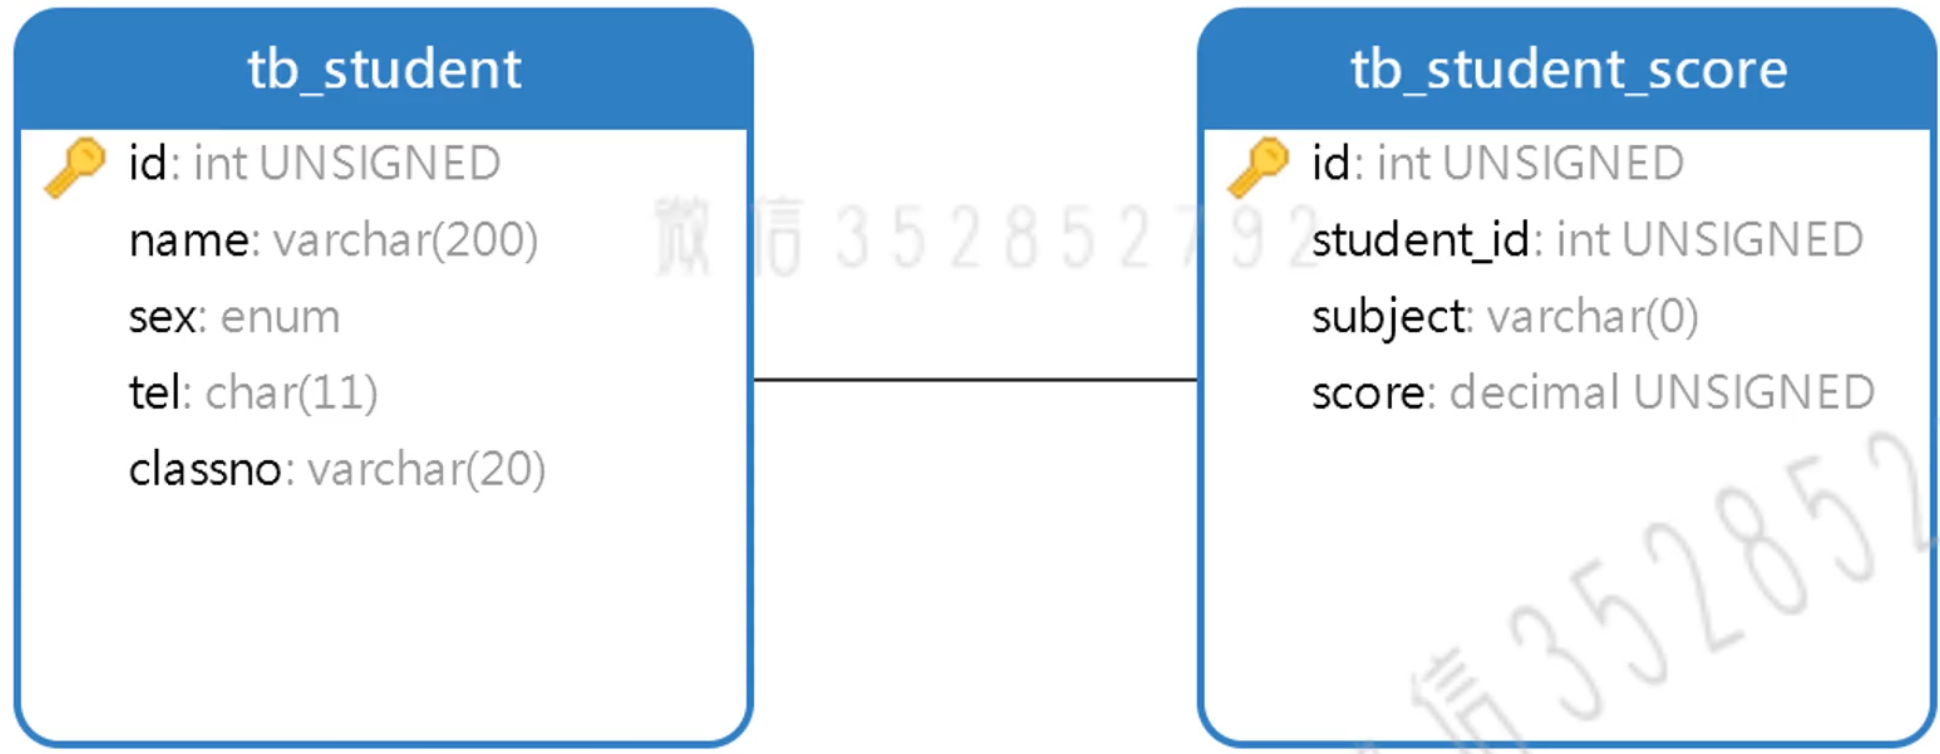 tb_student
id: int UNSIGNED
name: varchar(200)
sex: enum
tel: char(11)
classno: varchar(20)
tb_student_score
id: int UNSIGNED
student_id: int UNSIGNED
subject: varchar(0)
score: decimal UNSIGNED
微信352852792
信352852